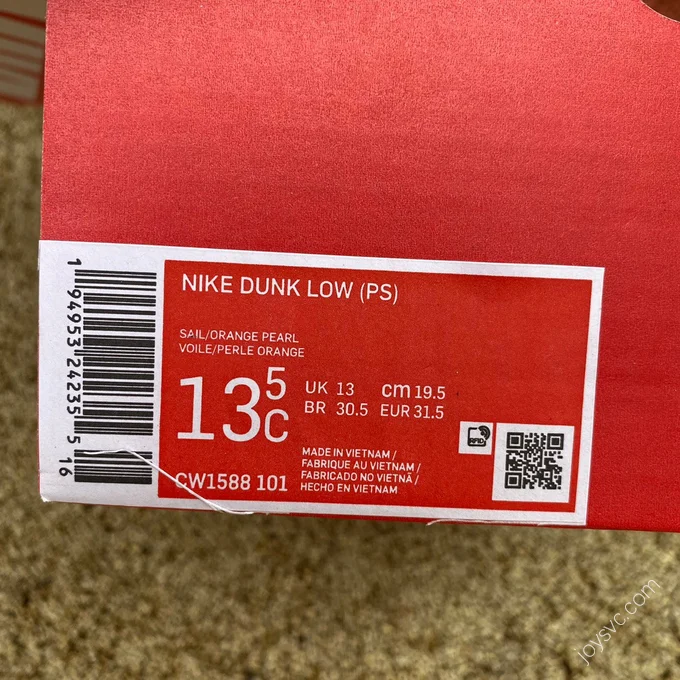 NIKE DUNK LOW (PS)
SAIL/ORANGE PEARL
VOILE/PERLE ORANGE
13 5 C
UK 13 cm 19.5
BR 30.5 EUR 31.5
MADE IN VIETNAM /
FABRIQUE AU VIETNAM /
FABRICADO NO VIETNÃ /
HECHO EN VIETNAM
CW1588 101
RFID
1 94953 24235 5 16
joysvc.com